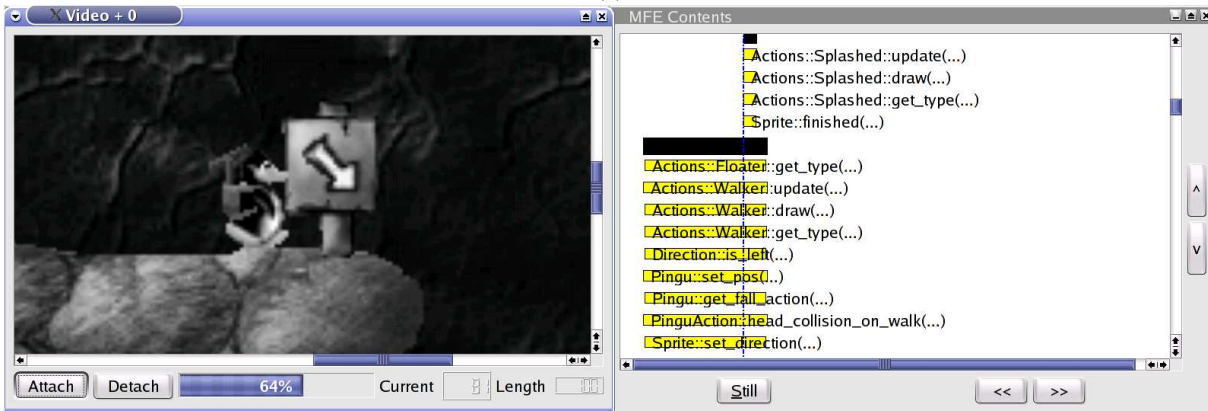 X Video + 0
Attach
Detach
64%
Current
Length
MFE Contents
Actions::Splashed::update(...)
Actions::Splashed::draw(...)
Actions::Splashed::get_type(...)
Sprite::finished(...)
Actions::Floater::get_type(...)
Actions::Walker::update(...)
Actions::Walker::draw(...)
Actions::Walker::get_type(...)
Direction::is_left(...)
Pingu::set_pos(...)
Pingu::get_fall_action(...)
PinguAction::head_collision_on_walk(...)
Sprite::set_direction(...)
Still
<<
>>